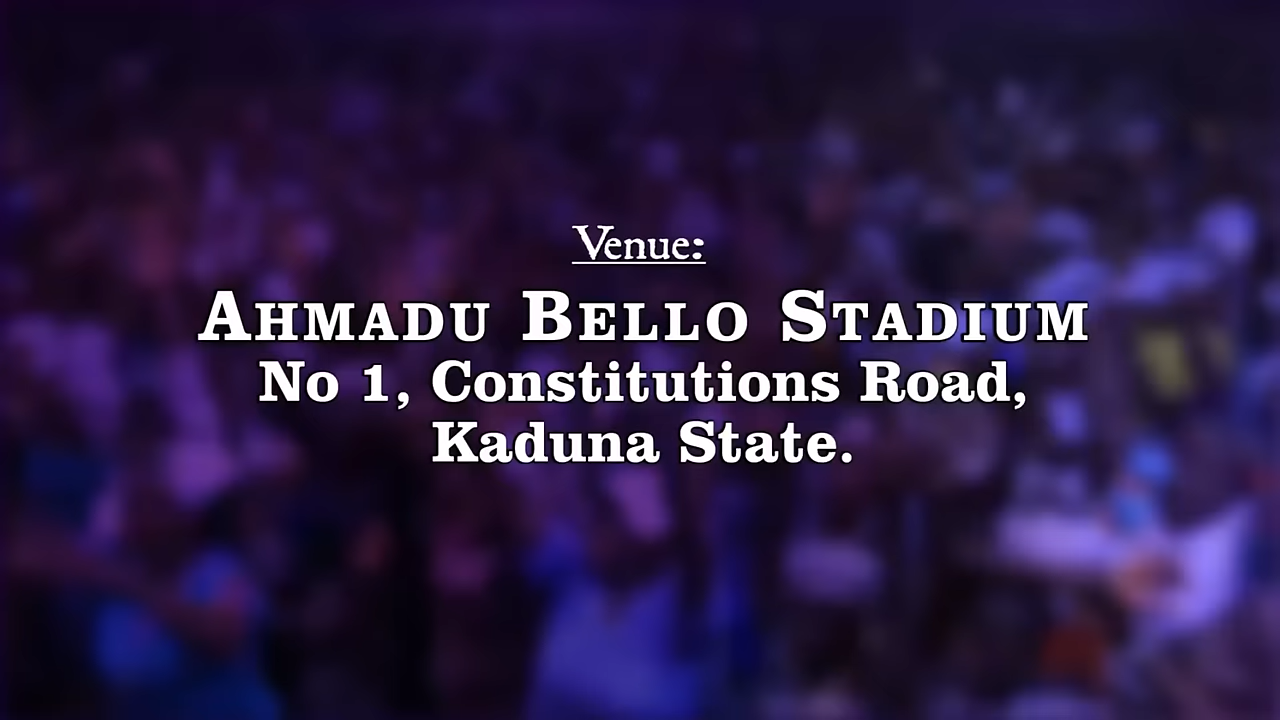 Venue:
Ahmadu Bello Stadium
No 1, Constitutions Road,
Kaduna State.